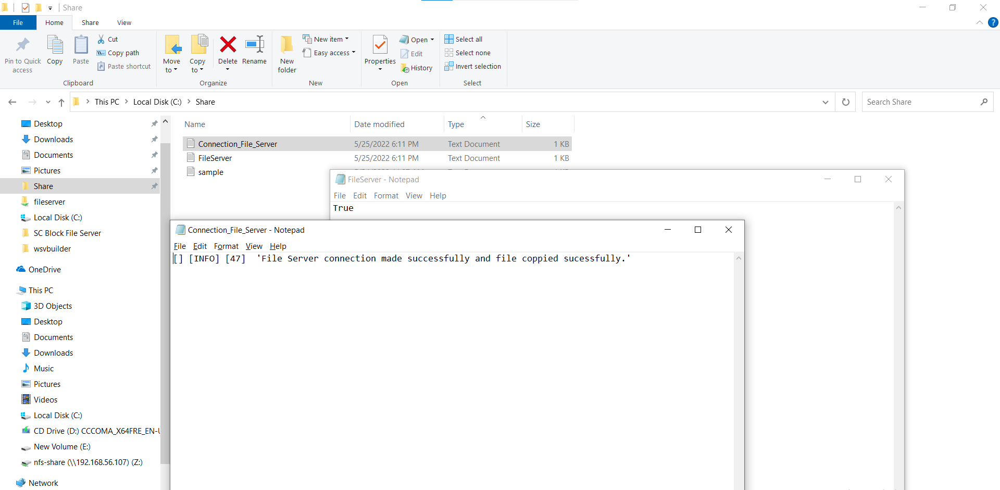 Share
File Home Share View
Pin to Quick access
Copy
Paste
Cut
Copy path
Paste shortcut
Clipboard
Move to
Copy to
Delete
Rename
Organize
New folder
New item
Easy access
New
Properties
Open
Edit
History
Open
Select all
Select none
Invert selection
Select
This PC > Local Disk (C:) > Share
Search Share
Desktop
Downloads
Documents
Pictures
Share
fileserver
Local Disk (C:)
SC Block File Server
wsvbuilder
OneDrive
This PC
3D Objects
Desktop
Documents
Downloads
Music
Pictures
Videos
Local Disk (C:)
CD Drive (D:) CCCOMA_X64FRE_EN-U
New Volume (E:)
nfs-share (\\192.168.56.107) (Z:)
Network
Name Date modified Type Size
Connection_File_Server 5/25/2022 6:11 PM Text Document 1 KB
FileServer 5/25/2022 6:11 PM Text Document 1 KB
sample
FileServer - Notepad
File Edit Format View Help
True
Connection_File_Server - Notepad
File Edit Format View Help
[] [INFO] [47]  'File Server connection made successfully and file coppied sucessfully.'